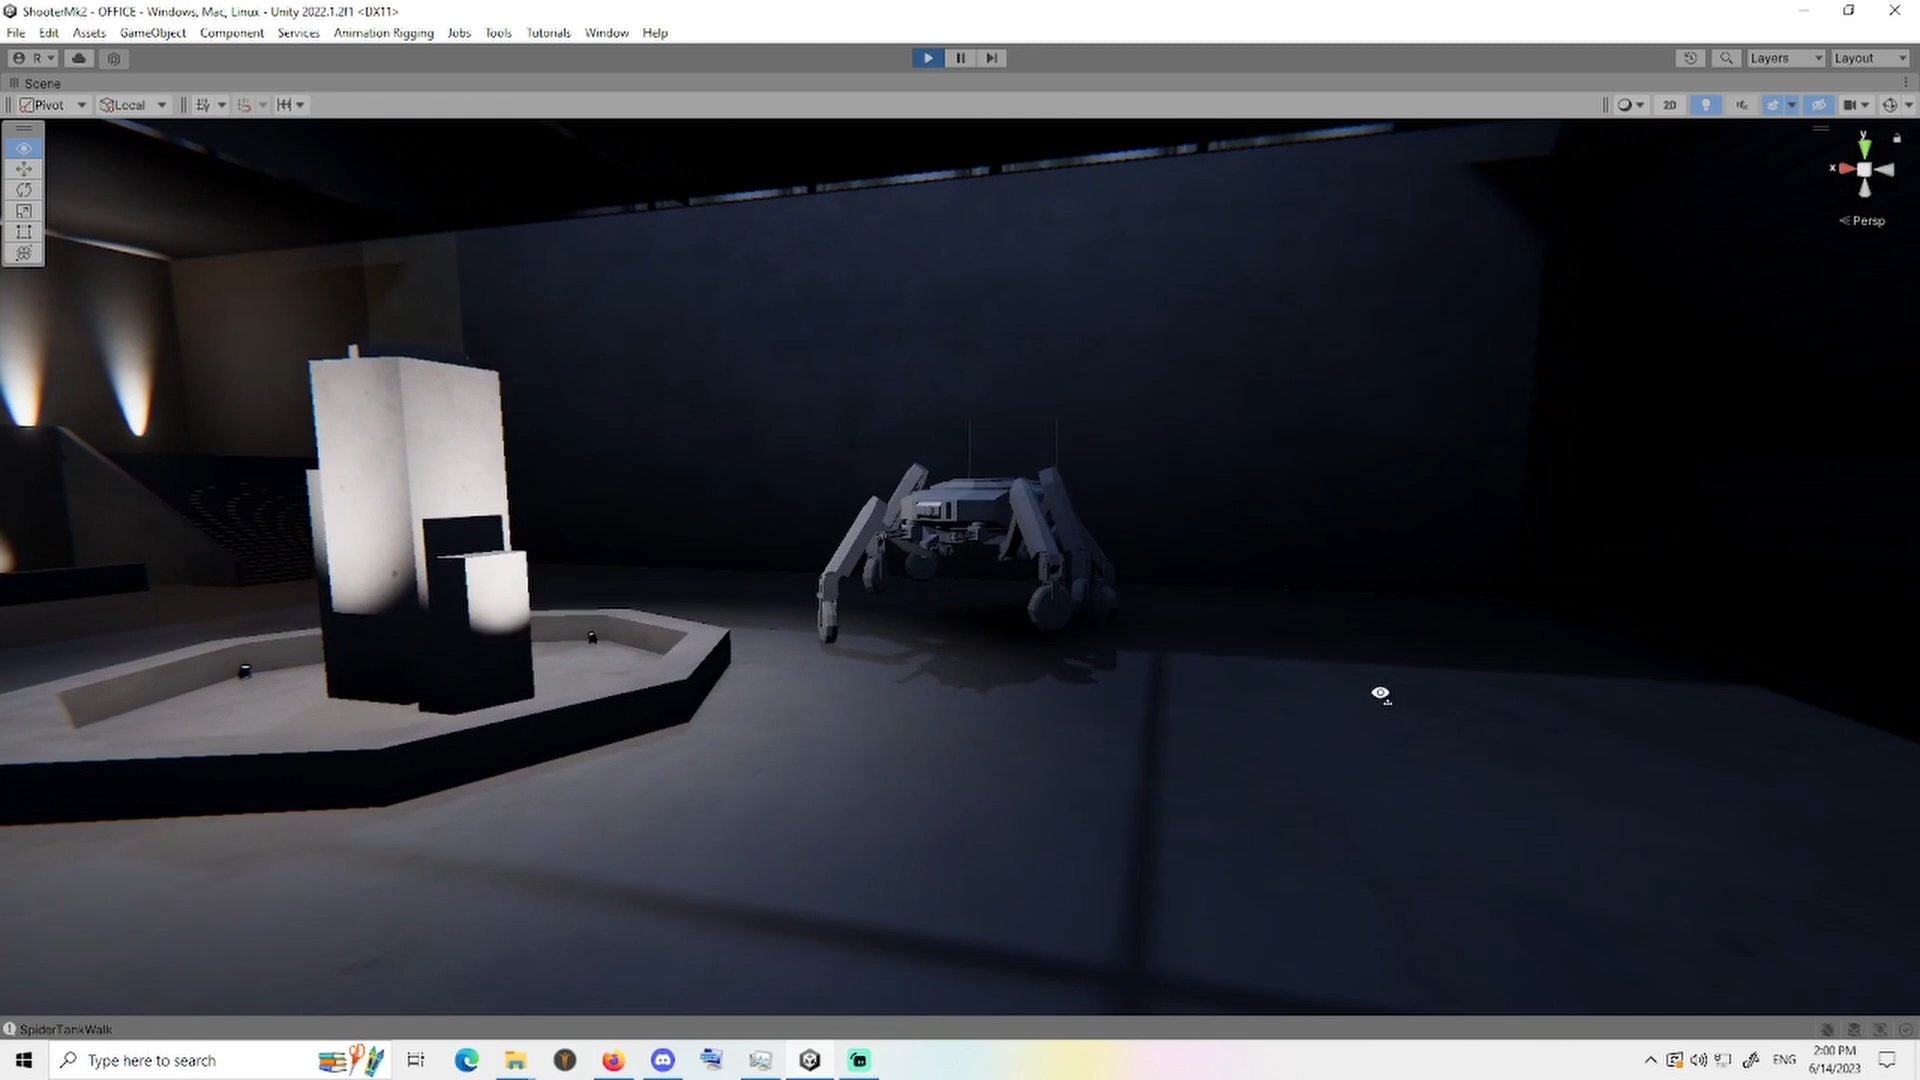 ShooterMk2 - OFFICE - Windows, Mac, Linux - Unity 2022.1.2f1 <DX11>
File Edit Assets GameObject Component Services Animation Rigging Jobs Tools Tutorials Window Help
R Layers Layout
Scene
Pivot Local 2D
y
x
Persp
SpiderTankWalk
Type here to search
ENG
2:00 PM
6/14/2023